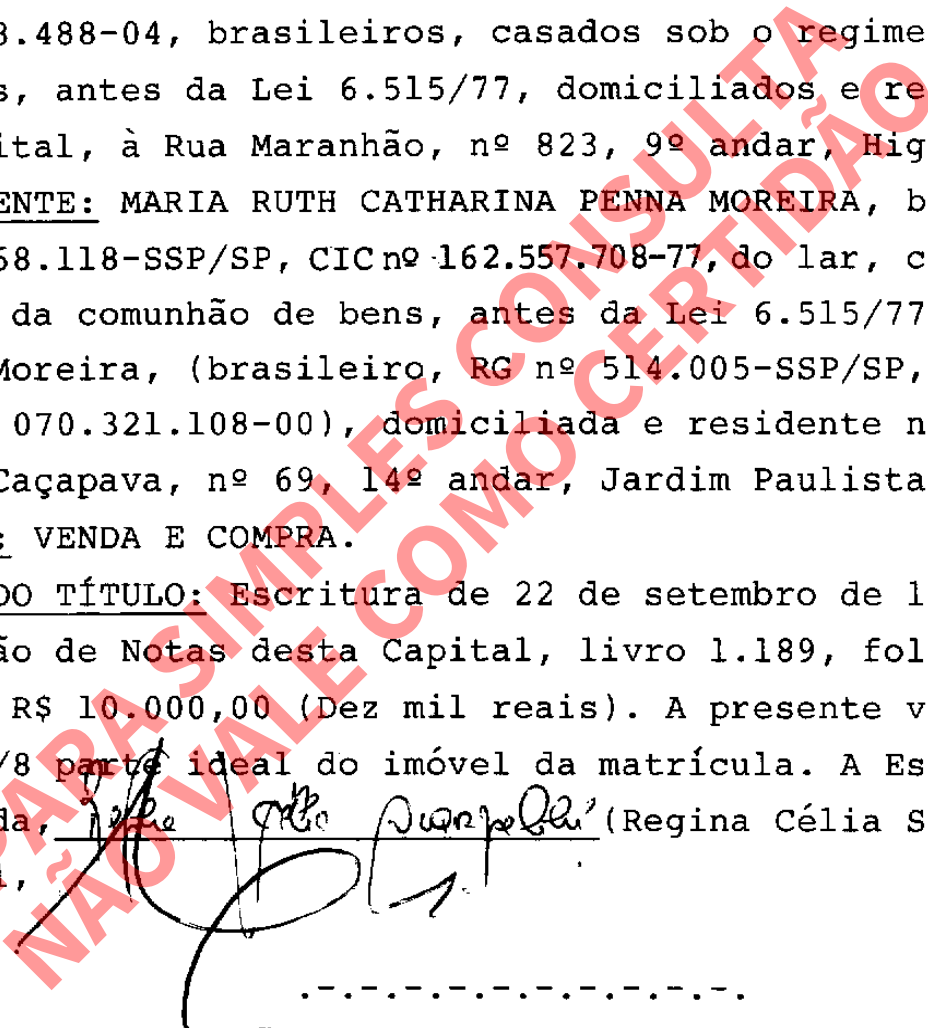 3.488-04, brasileiros, casados sob o regime
s, antes da Lei 6.515/77, domiciliados e re
ital, à Rua Maranhão, nº 823, 9º andar, Hig
ENTE: MARIA RUTH CATHARINA PENNA MOREIRA, b
58.118-SSP/SP, CIC nº 162.557.708-77, do lar, c
da comunhão de bens, antes da Lei 6.515/77
Moreira, (brasileiro, RG nº 514.005-SSP/SP,
070.321.108-00), domiciliada e residente n
Caçapava, nº 69, 14º andar, Jardim Paulista
: VENDA E COMPRA.
DO TÍTULO: Escritura de 22 de setembro de 1
ão de Notas desta Capital, livro 1.189, fol
R$ 10.000,00 (Dez mil reais). A presente v
/8 parte ideal do imóvel da matrícula. A Es
da, (Regina Célia S
l,
.-.-.-.-.-.-.-.-.-.-.
PARA SIMPLES CONSULTA
NÃO VALE COMO CERTIDÃO